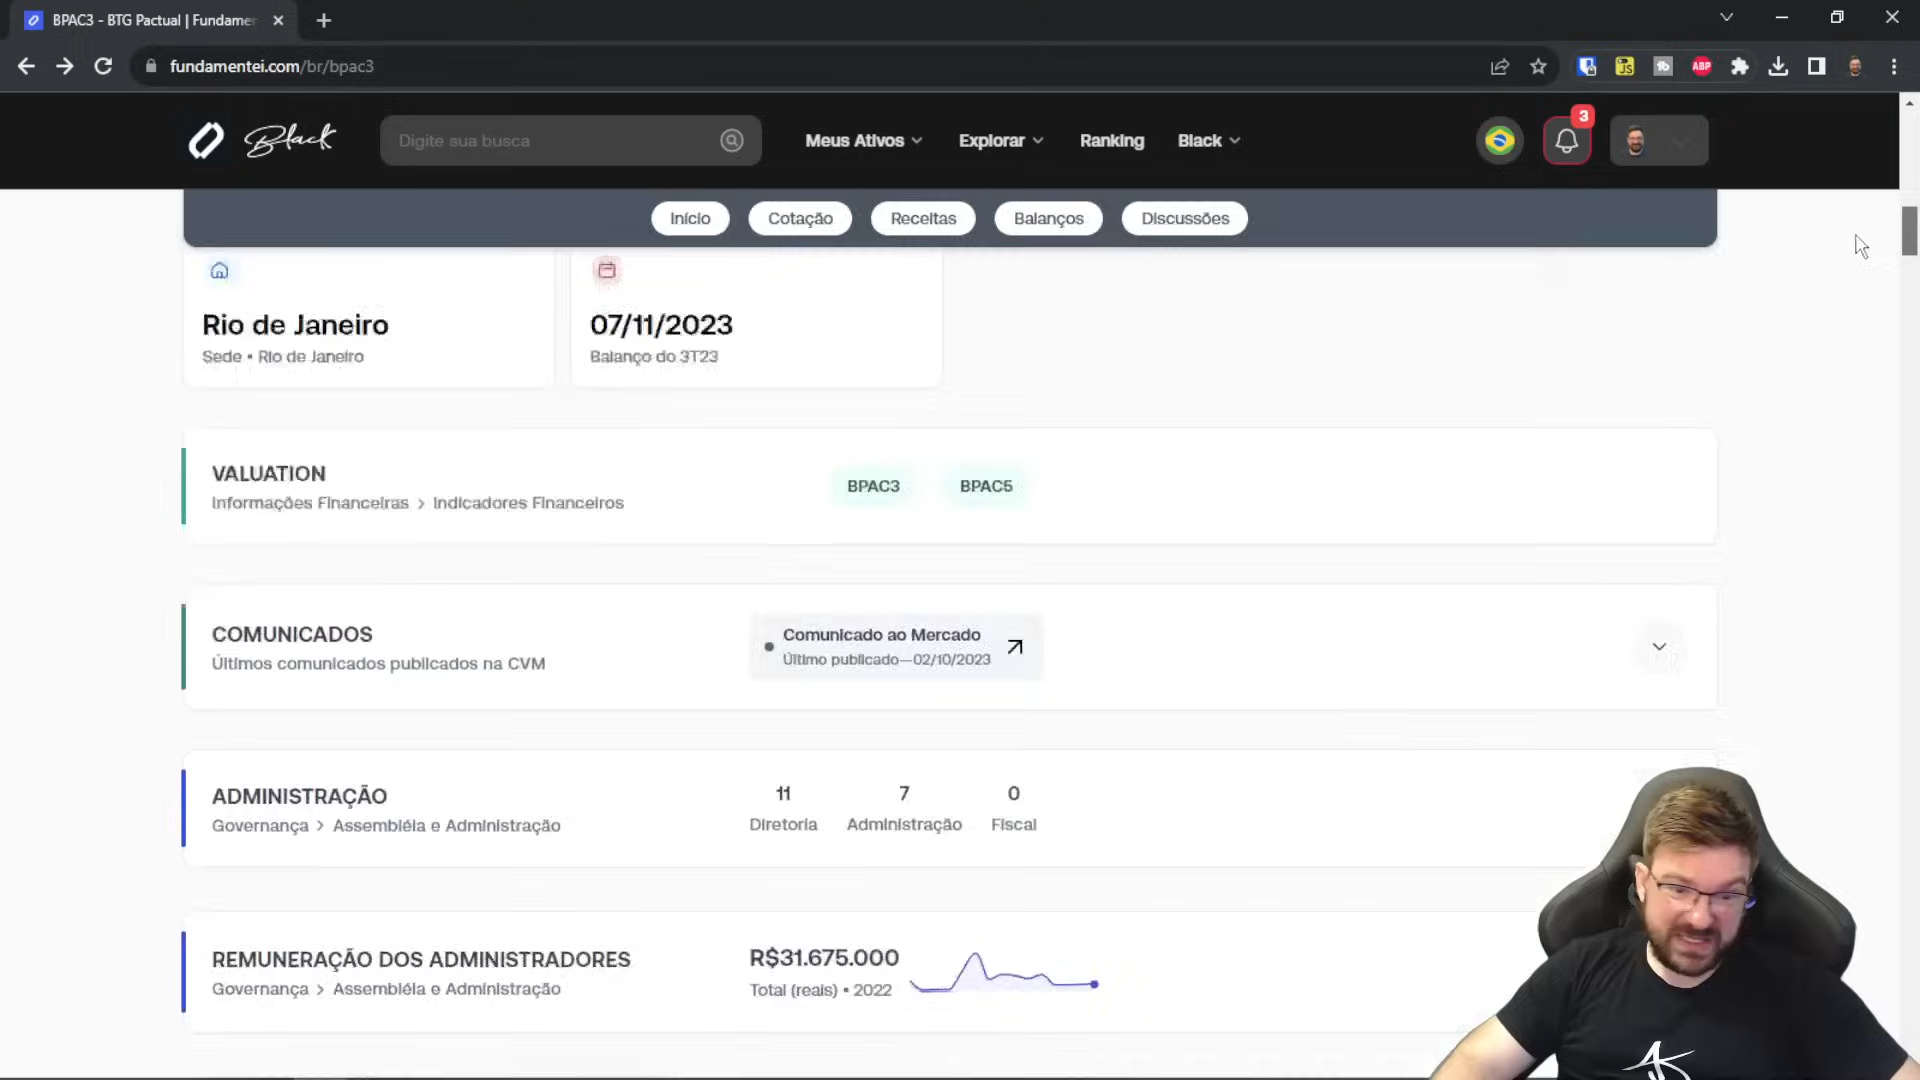 BPAC3 - BTG Pactual | Fundamen
fundamentei.com/br/bpac3
JS
ABP
Black
Digite sua busca
Meus Ativos
Explorar
Ranking
Black
3
Início
Cotação
Receitas
Balanços
Discussões
Rio de Janeiro
Sede • Rio de Janeiro
07/11/2023
Balanço do 3T23
VALUATION
Informações Financeiras > Indicadores Financeiros
BPAC3
BPAC5
COMUNICADOS
Últimos comunicados publicados na CVM
Comunicado ao Mercado
Último publicado—02/10/2023
ADMINISTRAÇÃO
Governança > Assembléia e Administração
11
Diretoria
7
Administração
0
Fiscal
REMUNERAÇÃO DOS ADMINISTRADORES
Governança > Assembléia e Administração
R$31.675.000
Total (reais) • 2022